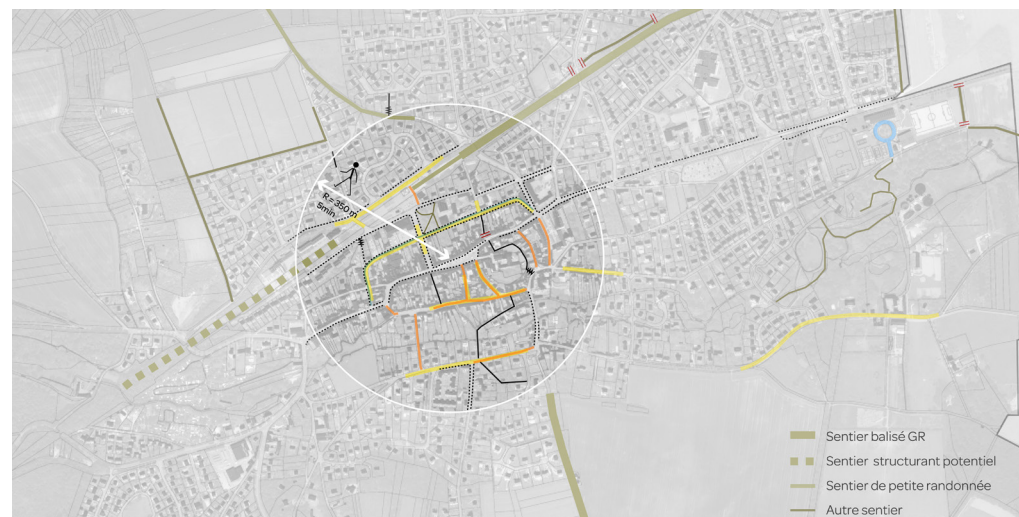 R = 350 m
5min
Sentier balisé GR
Sentier structurant potentiel
Sentier de petite randonnée
Autre sentier